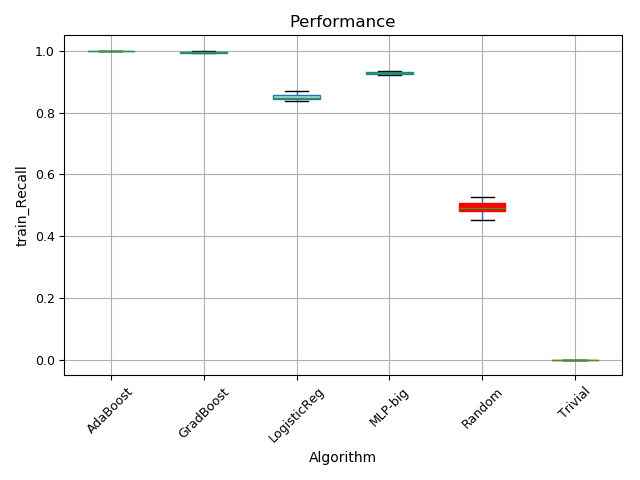 Performance
train_Recall
1.0
0.8
0.6
0.4
0.2
0.0
AdaBoost
GradBoost
LogisticReg
MLP-big
Random
Trivial
Algorithm